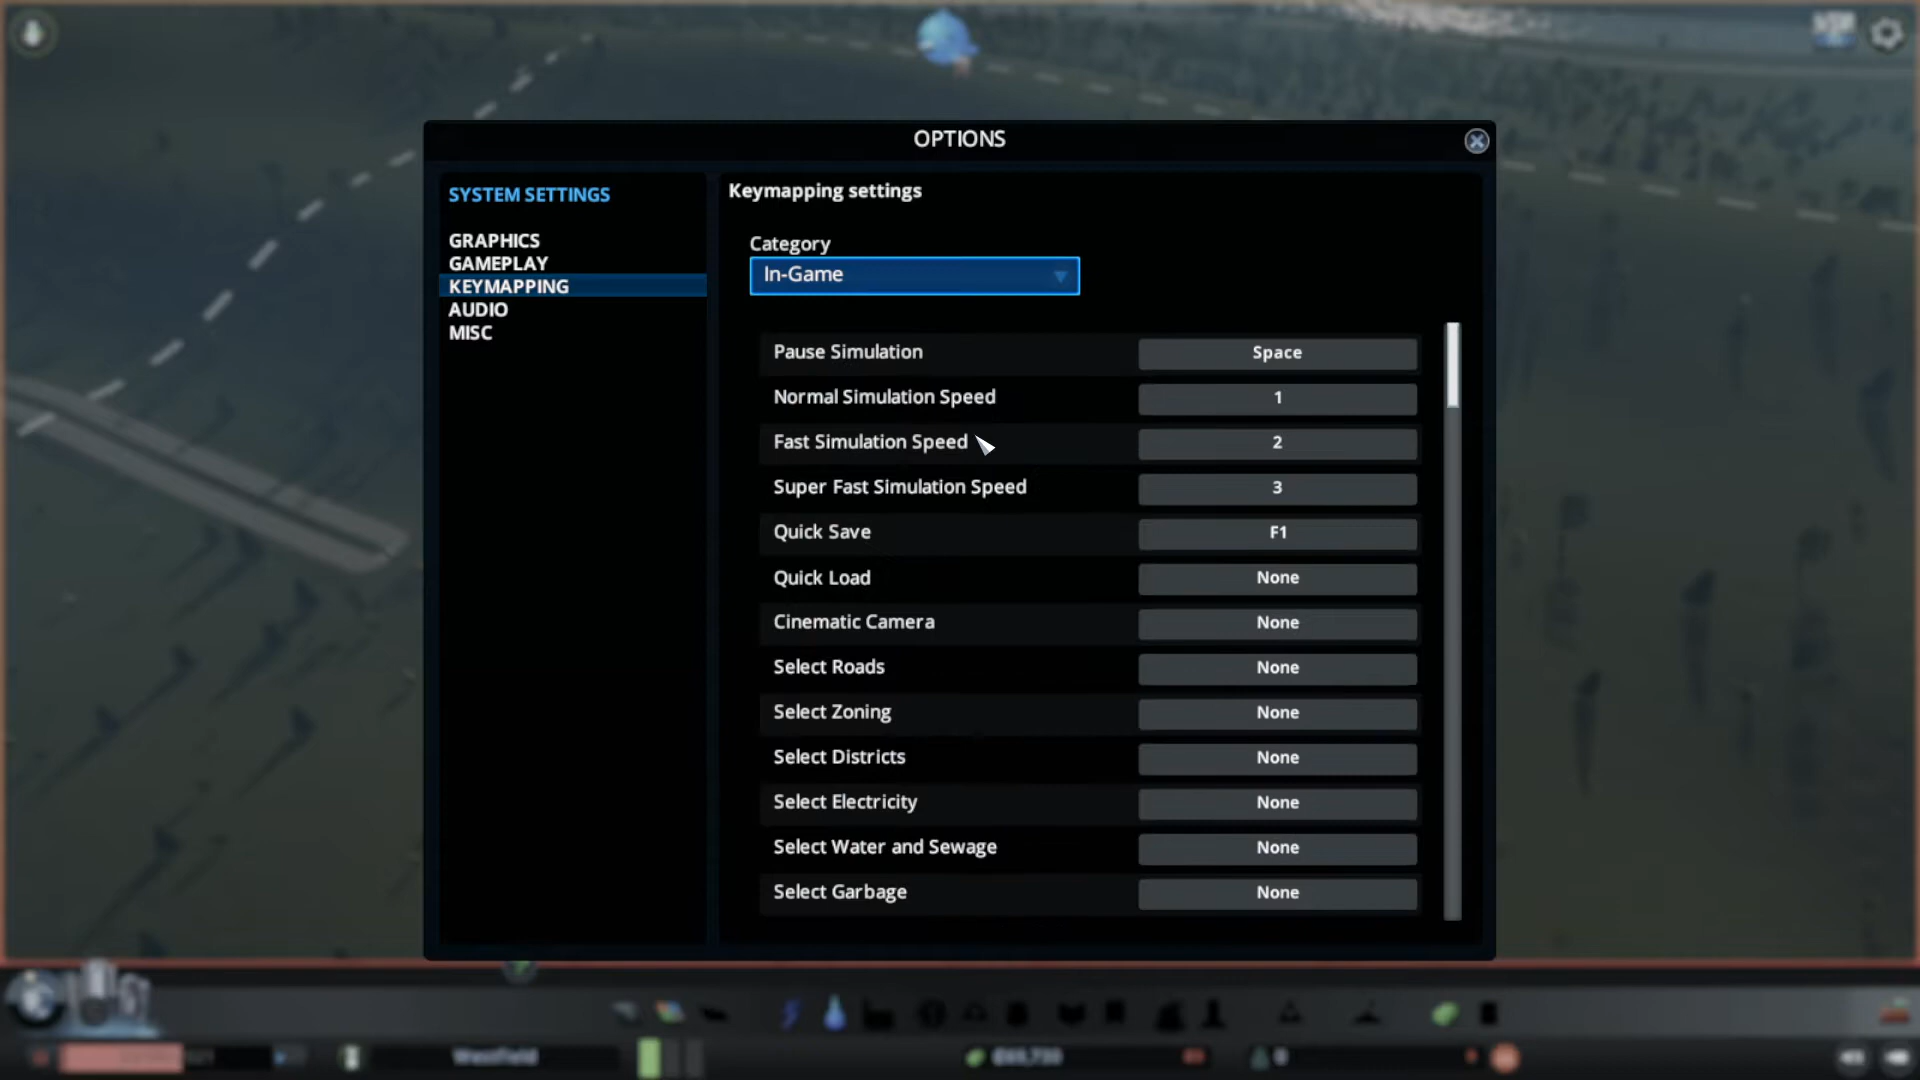 OPTIONS
SYSTEM SETTINGS
GRAPHICS
GAMEPLAY
KEYMAPPING
AUDIO
MISC
Keymapping settings
Category
In-Game
Pause Simulation Space
Normal Simulation Speed 1
Fast Simulation Speed 2
Super Fast Simulation Speed 3
Quick Save F1
Quick Load None
Cinematic Camera None
Select Roads None
Select Zoning None
Select Districts None
Select Electricity None
Select Water and Sewage None
Select Garbage None
Westfield